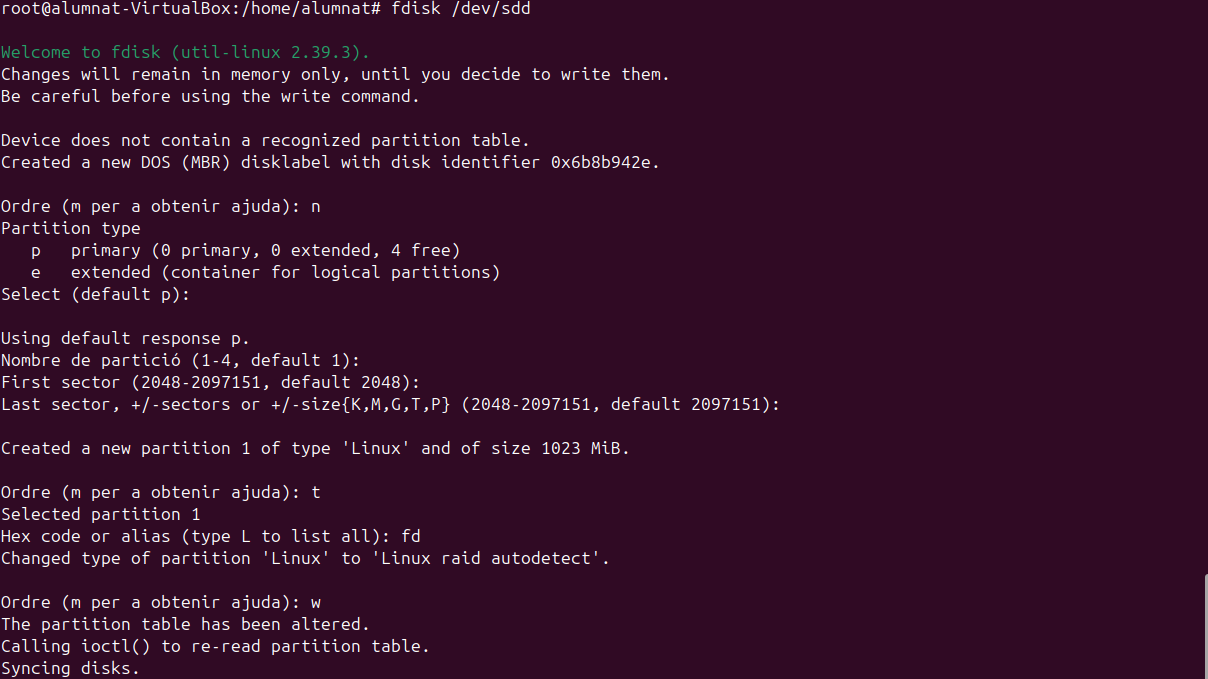 root@alumnat-VirtualBox:/home/alumnat# fdisk /dev/sdd
Welcome to fdisk (util-linux 2.39.3).
Changes will remain in memory only, until you decide to write them.
Be careful before using the write command.
Device does not contain a recognized partition table.
Created a new DOS (MBR) disklabel with disk identifier 0x6b8b942e.
Ordre (m per a obtenir ajuda): n
Partition type
   p   primary (0 primary, 0 extended, 4 free)
   e   extended (container for logical partitions)
Select (default p):
Using default response p.
Nombre de partició (1-4, default 1):
First sector (2048-2097151, default 2048):
Last sector, +/-sectors or +/-size{K,M,G,T,P} (2048-2097151, default 2097151):
Created a new partition 1 of type 'Linux' and of size 1023 MiB.
Ordre (m per a obtenir ajuda): t
Selected partition 1
Hex code or alias (type L to list all): fd
Changed type of partition 'Linux' to 'Linux raid autodetect'.
Ordre (m per a obtenir ajuda): w
The partition table has been altered.
Calling ioctl() to re-read partition table.
Syncing disks.